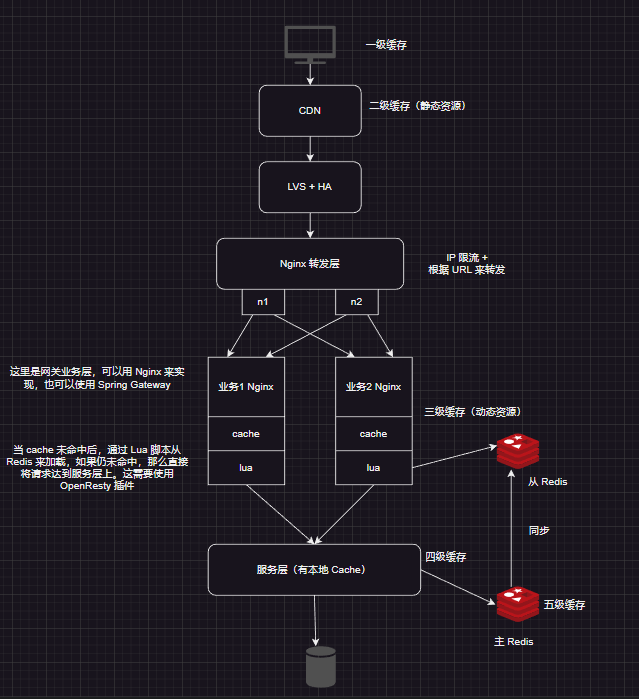 一级缓存
CDN
二级缓存（静态资源）
LVS + HA
Nginx 转发层
IP 限流 +
根据 URL 来转发
n1
n2
这里是网关业务层，可以用 Nginx 来实
现，也可以使用 Spring Gateway
业务1 Nginx
业务2 Nginx
三级缓存（动态资源）
cache
cache
当 cache 未命中后，通过 Lua 脚本从
Redis 来加载，如果仍未命中，那么直接
将请求达到服务层上。这需要使用
OpenResty 插件
lua
lua
从 Redis
同步
四级缓存
服务层（有本地 Cache）
五级缓存
主 Redis